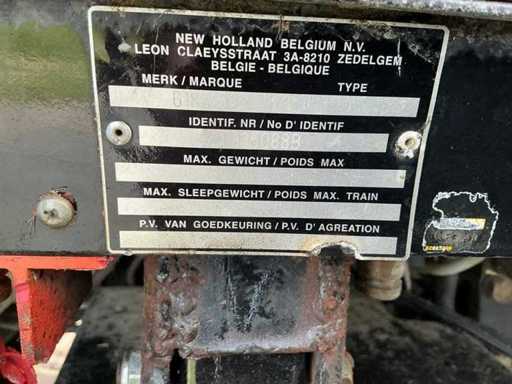 NEW HOLLAND BELGIUM N.V.
LEON CLAEYSSTRAAT 3A-8210 ZEDELGEM
BELGIE - BELGIQUE
MERK / MARQUE TYPE
IDENTIF. NR / No D' IDENTIF
MAX. GEWICHT / POIDS MAX
MAX. SLEEPGEWICHT / POIDS MAX. TRAIN
P.V. VAN GOEDKEURING / P.V. D' AGREATION